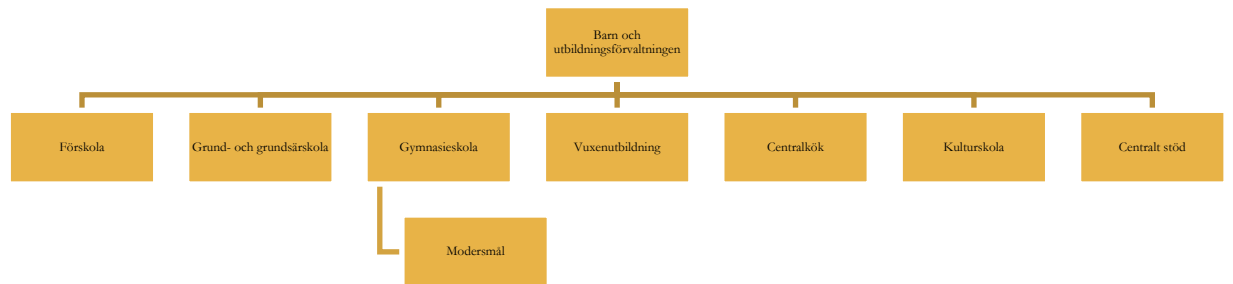 Barn och
utbildningsförvaltningen
Förskola
Grund- och grundsärskola
Gymnasieskola
Vuxenutbildning
Centralkök
Kulturskola
Centralt stöd
Modersmål